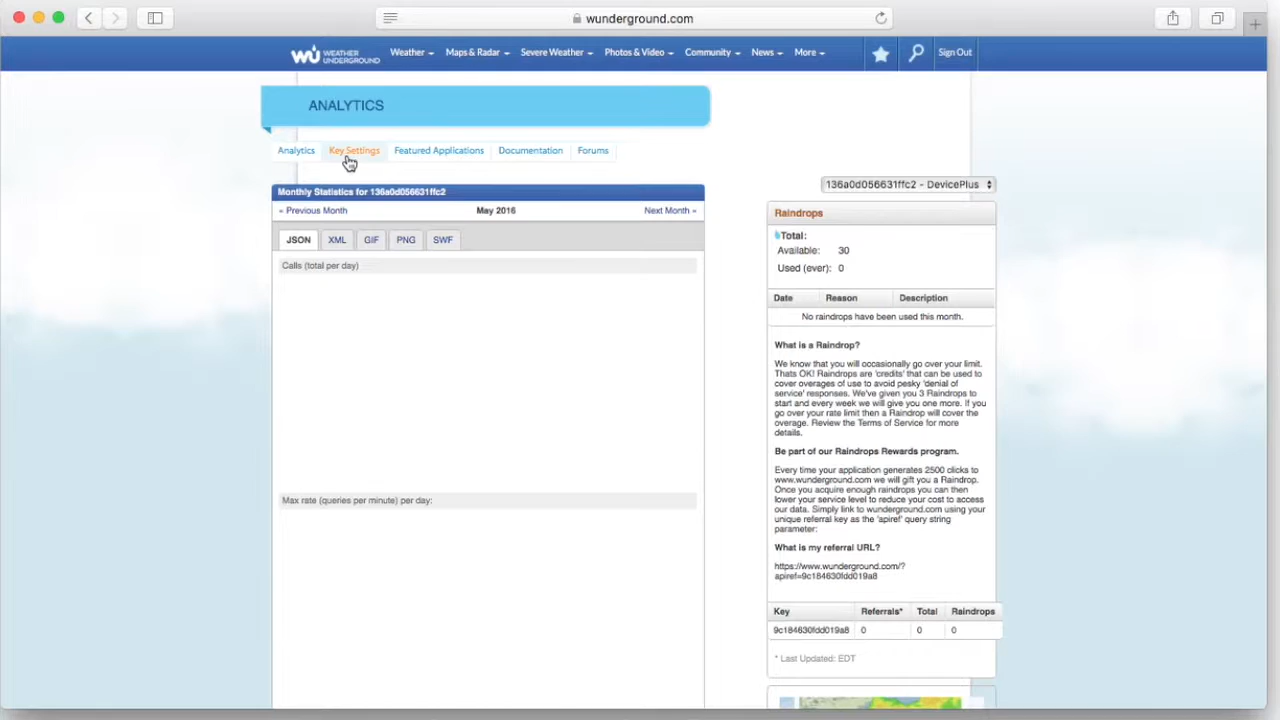 wunderground.com
WU WEATHER UNDERGROUND
Weather Maps & Radar Severe Weather Photos & Video Community News More Sign Out
ANALYTICS
Analytics Key Settings Featured Applications Documentation Forums
Monthly Statistics for 136a0d056631ffc2
« Previous Month May 2016 Next Month »
JSON XML GIF PNG SWF
Calls (total per day)
Max rate (queries per minute) per day:
136a0d056631ffc2 - DevicePlus
Raindrops
Total:
Available: 30
Used (ever): 0
Date Reason Description
No raindrops have been used this month.
What is a Raindrop?
We know that you will occasionally go over your limit.
Thats OK! Raindrops are 'credits' that can be used to
cover overages of use to avoid pesky 'denial of
service' responses. We've given you 3 Raindrops to
start and every week we will give you one more. If you
go over your rate limit then a Raindrop will cover the
overage. Review the Terms of Service for more
details.
Be part of our Raindrops Rewards program.
Every time your application generates 2500 clicks to
www.wunderground.com we will gift you a Raindrop.
Once you acquire enough raindrops you can then
lower your service level to reduce your cost to access
our data. Simply link to wunderground.com using your
unique referral key as the 'apiref' query string
parameter:
What is my referral URL?
https://www.wunderground.com/?
apiref=9c184630fdd019a8
Key Referrals* Total Raindrops
9c184630fdd019a8 0 0 0
* Last Updated: EDT